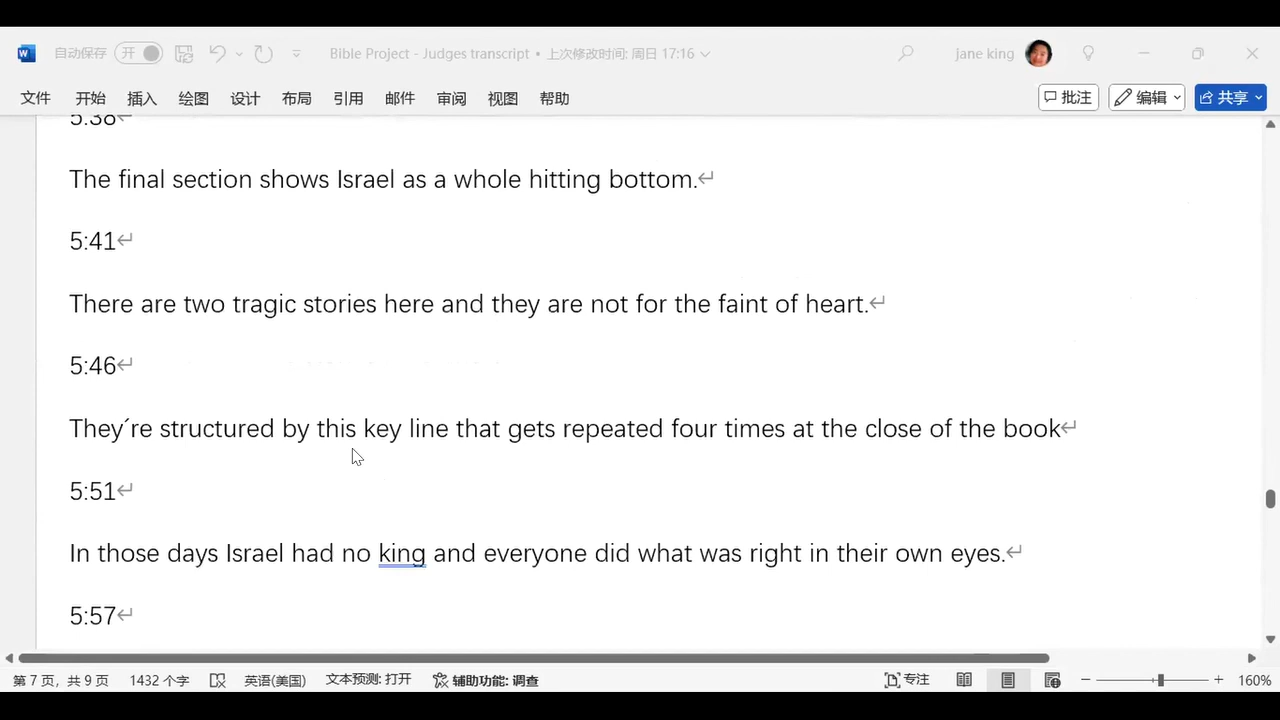 自动保存 开 Bible Project - Judges transcript • 上次修改时间: 周日 17:16 jane king
文件 开始 插入 绘图 设计 布局 引用 邮件 审阅 视图 帮助 批注 编辑 共享
5:38
The final section shows Israel as a whole hitting bottom.
5:41
There are two tragic stories here and they are not for the faint of heart.
5:46
They´re structured by this key line that gets repeated four times at the close of the book
5:51
In those days Israel had no king and everyone did what was right in their own eyes.
5:57
第 7 页，共 9 页 1432 个字 英语(美国) 文本预测: 打开 辅助功能: 调查 专注 160%